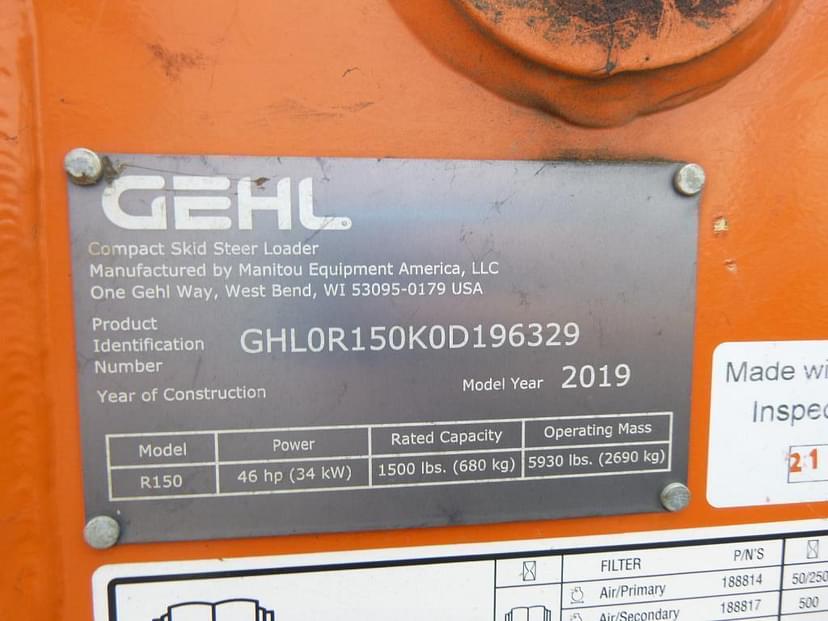 GEHL
Compact Skid Steer Loader
Manufactured by Manitou Equipment America, LLC
One Gehl Way, West Bend, WI 53095-0179 USA
Product
Identification
Number
GHL0R150K0D196329
Year of Construction
Model Year 2019
Model Power Rated Capacity Operating Mass
R150 46 hp (34 kW) 1500 lbs. (680 kg) 5930 lbs. (2690 kg)
Made wi
Inspec
21
FILTER P/N'S
Air/Primary 188814 50/250
Air/Secondary 188817 500